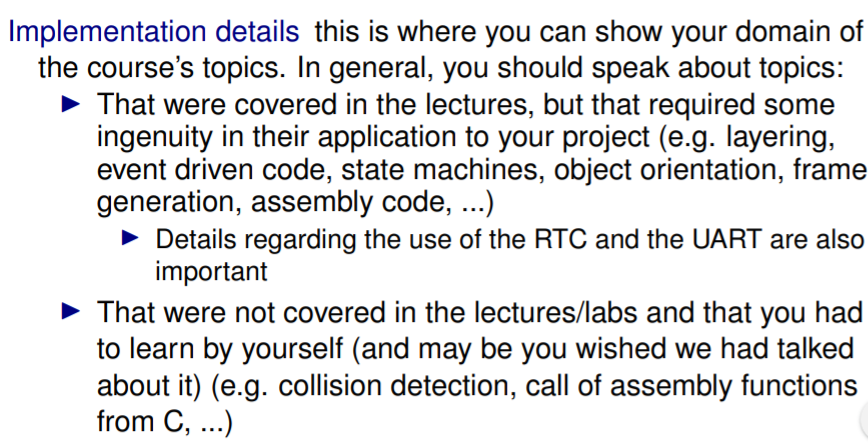 Implementation details this is where you can show your domain of
the course's topics. In general, you should speak about topics:
▶ That were covered in the lectures, but that required some
ingenuity in their application to your project (e.g. layering,
event driven code, state machines, object orientation, frame
generation, assembly code, ...)
▶ Details regarding the use of the RTC and the UART are also
important
▶ That were not covered in the lectures/labs and that you had
to learn by yourself (and may be you wished we had talked
about it) (e.g. collision detection, call of assembly functions
from C, ...)